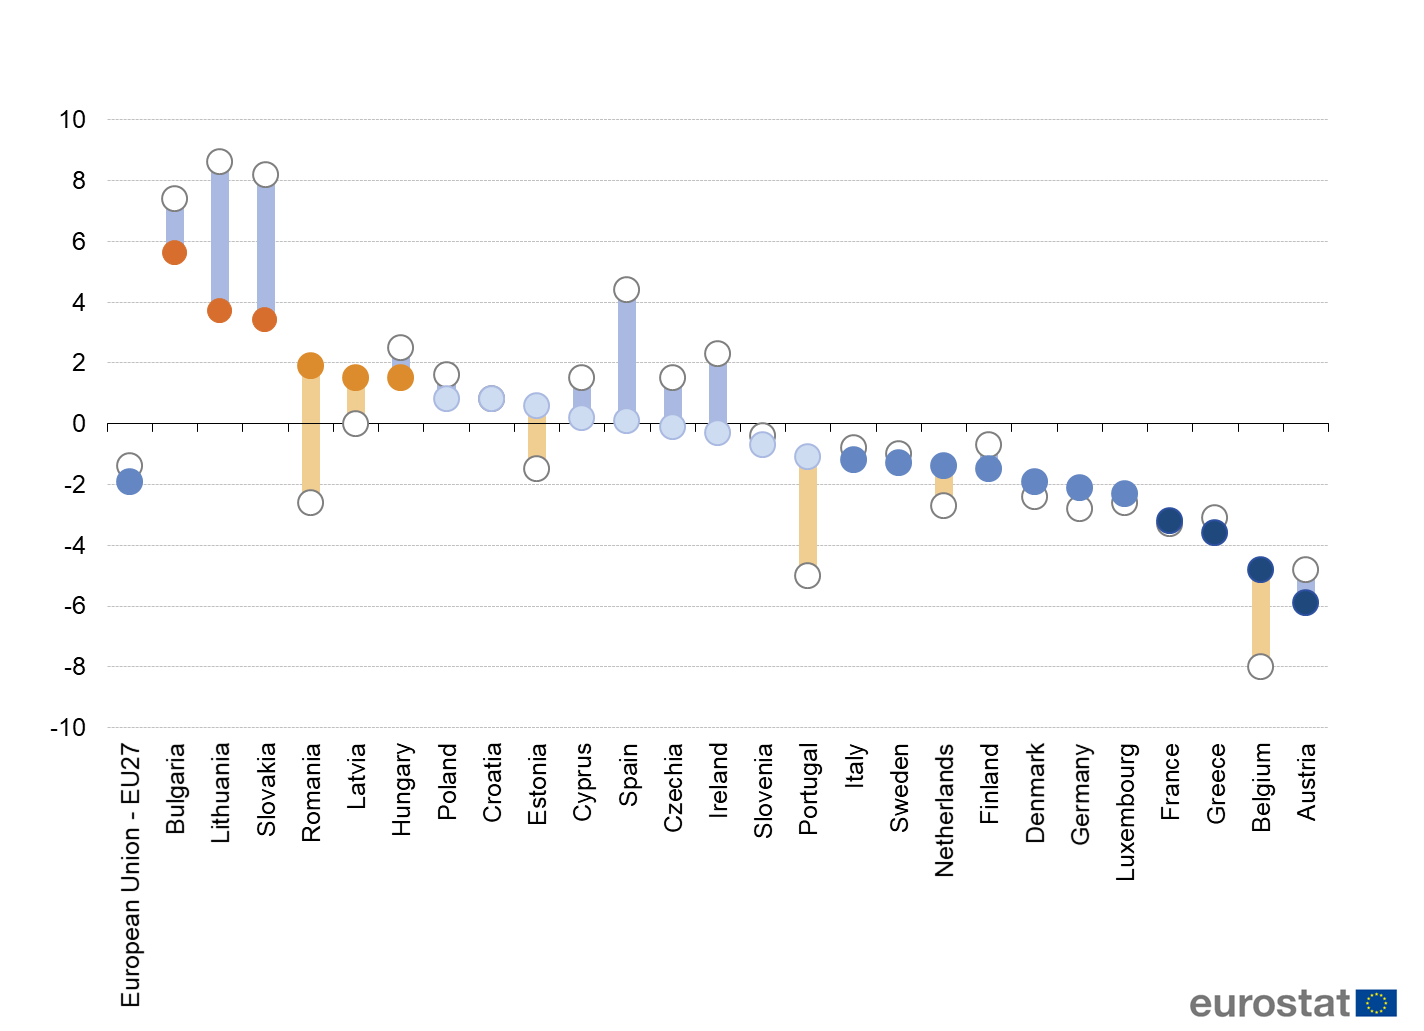 10
8
6
4
2
0
-2
-4
-6
-8
-10
European Union - EU27
Bulgaria
Lithuania
Slovakia
Romania
Latvia
Hungary
Poland
Croatia
Estonia
Cyprus
Spain
Czechia
Ireland
Slovenia
Portugal
Italy
Sweden
Netherlands
Finland
Denmark
Germany
Luxembourg
France
Greece
Belgium
Austria
eurostat